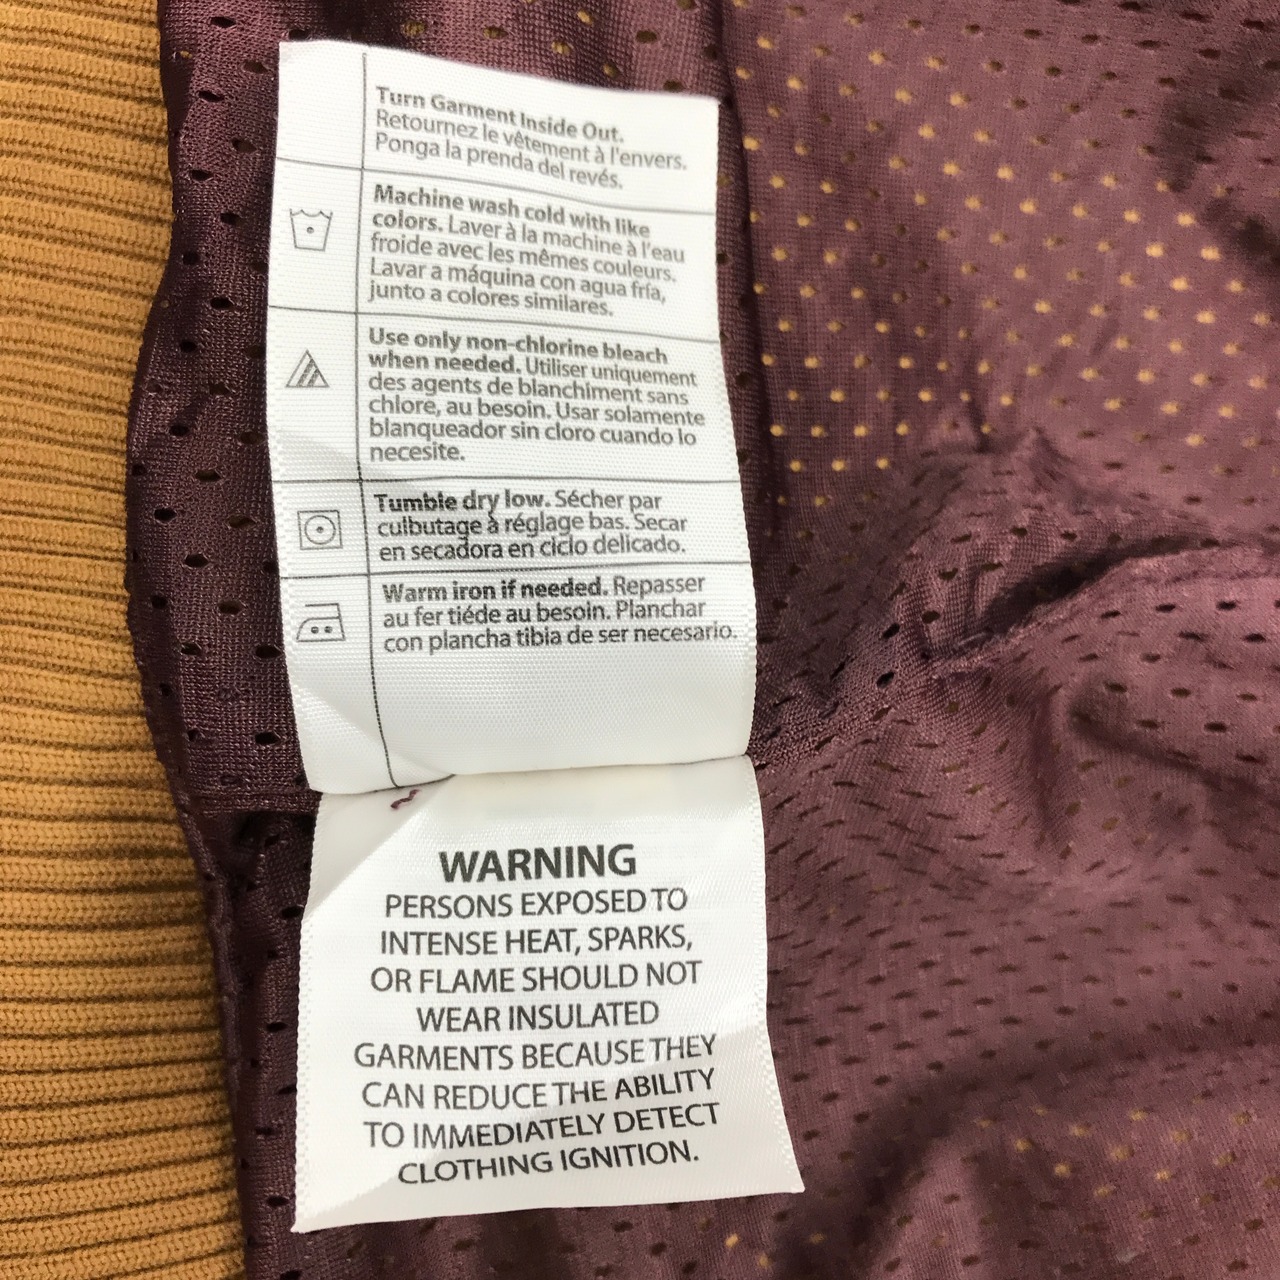 Turn Garment Inside Out.
Retournez le vêtement à l'envers.
Ponga la prenda del revés.
Machine wash cold with like
colors. Laver à la machine à l'eau
froide avec les mêmes couleurs.
Lavar a máquina con agua fría,
junto a colores similares.
Use only non-chlorine bleach
when needed. Utiliser uniquement
des agents de blanchiment sans
chlore, au besoin. Usar solamente
blanqueador sin cloro cuando lo
necesite.
Tumble dry low. Sécher par
culbutage à réglage bas. Secar
en secadora en ciclo delicado.
Warm iron if needed. Repasser
au fer tiéde au besoin. Planchar
con plancha tibia de ser necesario.
WARNING
PERSONS EXPOSED TO
INTENSE HEAT, SPARKS,
OR FLAME SHOULD NOT
WEAR INSULATED
GARMENTS BECAUSE THEY
CAN REDUCE THE ABILITY
TO IMMEDIATELY DETECT
CLOTHING IGNITION.